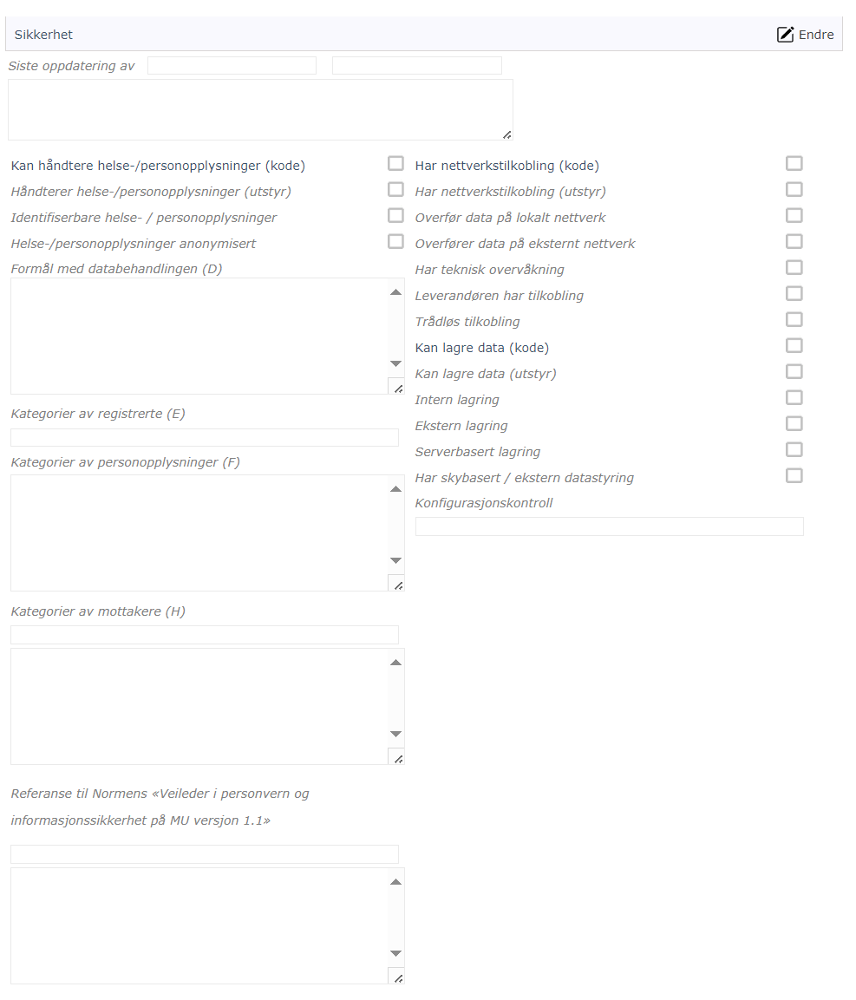 Sikkerhet
Endre
Siste oppdatering av
Kan håndtere helse-/personopplysninger (kode)
Håndterer helse-/personopplysninger (utstyr)
Identifiserbare helse- / personopplysninger
Helse-/personopplysninger anonymisert
Formål med databehandlingen (D)
Kategorier av registrerte (E)
Kategorier av personopplysninger (F)
Kategorier av mottakere (H)
Referanse til Normens «Veileder i personvern og
informasjonssikkerhet på MU versjon 1.1»
Har nettverkstilkobling (kode)
Har nettverkstilkobling (utstyr)
Overfør data på lokalt nettverk
Overfører data på eksternt nettverk
Har teknisk overvåkning
Leverandøren har tilkobling
Trådløs tilkobling
Kan lagre data (kode)
Kan lagre data (utstyr)
Intern lagring
Ekstern lagring
Serverbasert lagring
Har skybasert / ekstern datastyring
Konfigurasjonskontroll